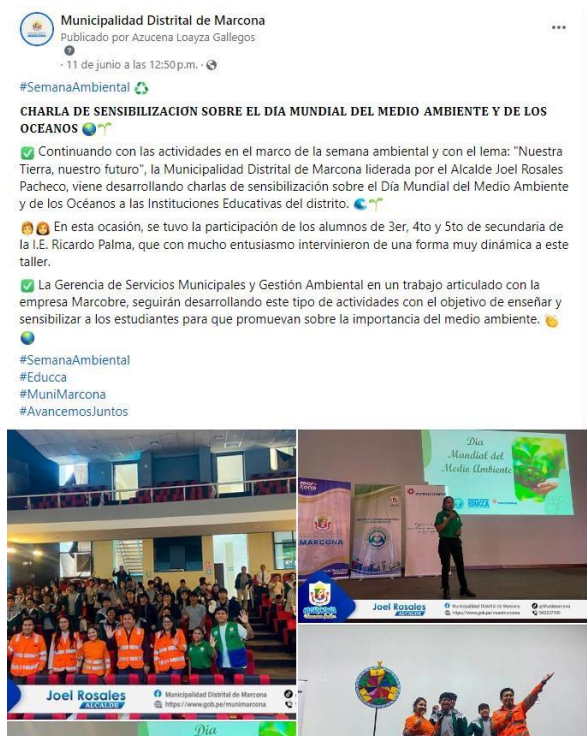 Municipalidad Distrital de Marcona
Publicado por Azucena Loayza Gallegos
· 11 de junio a las 12:50 p.m. ·
#SemanaAmbiental
CHARLA DE SENSIBILIZACIÓN SOBRE EL DÍA MUNDIAL DEL MEDIO AMBIENTE Y DE LOS
OCÉANOS
Continuando con las actividades en el marco de la semana ambiental y con el lema: "Nuestra
Tierra, nuestro futuro", la Municipalidad Distrital de Marcona liderada por el Alcalde Joel Rosales
Pacheco, viene desarrollando charlas de sensibilización sobre el Día Mundial del Medio Ambiente
y de los Océanos a las Instituciones Educativas del distrito.
En esta ocasión, se tuvo la participación de los alumnos de 3er, 4to y 5to de secundaria de
la I.E. Ricardo Palma, que con mucho entusiasmo intervinieron de una forma muy dinámica a este
taller.
La Gerencia de Servicios Municipales y Gestión Ambiental en un trabajo articulado con la
empresa Marcobre, seguirán desarrollando este tipo de actividades con el objetivo de enseñar y
sensibilizar a los estudiantes para que promuevan sobre la importancia del medio ambiente.
#SemanaAmbiental
#Educca
#MuniMarcona
#AvancemosJuntos
Día
Mundial del
Medio Ambiente
EDUCCA
MARCONA
Joel Rosales
ALCALDE
Municipalidad Distrital de Marcona
https://www.gob.pe/munimarcona
Joel Rosales
ALCALDE
Municipalidad Distrital de Marcona
https://www.gob.pe/munimarcona
Día